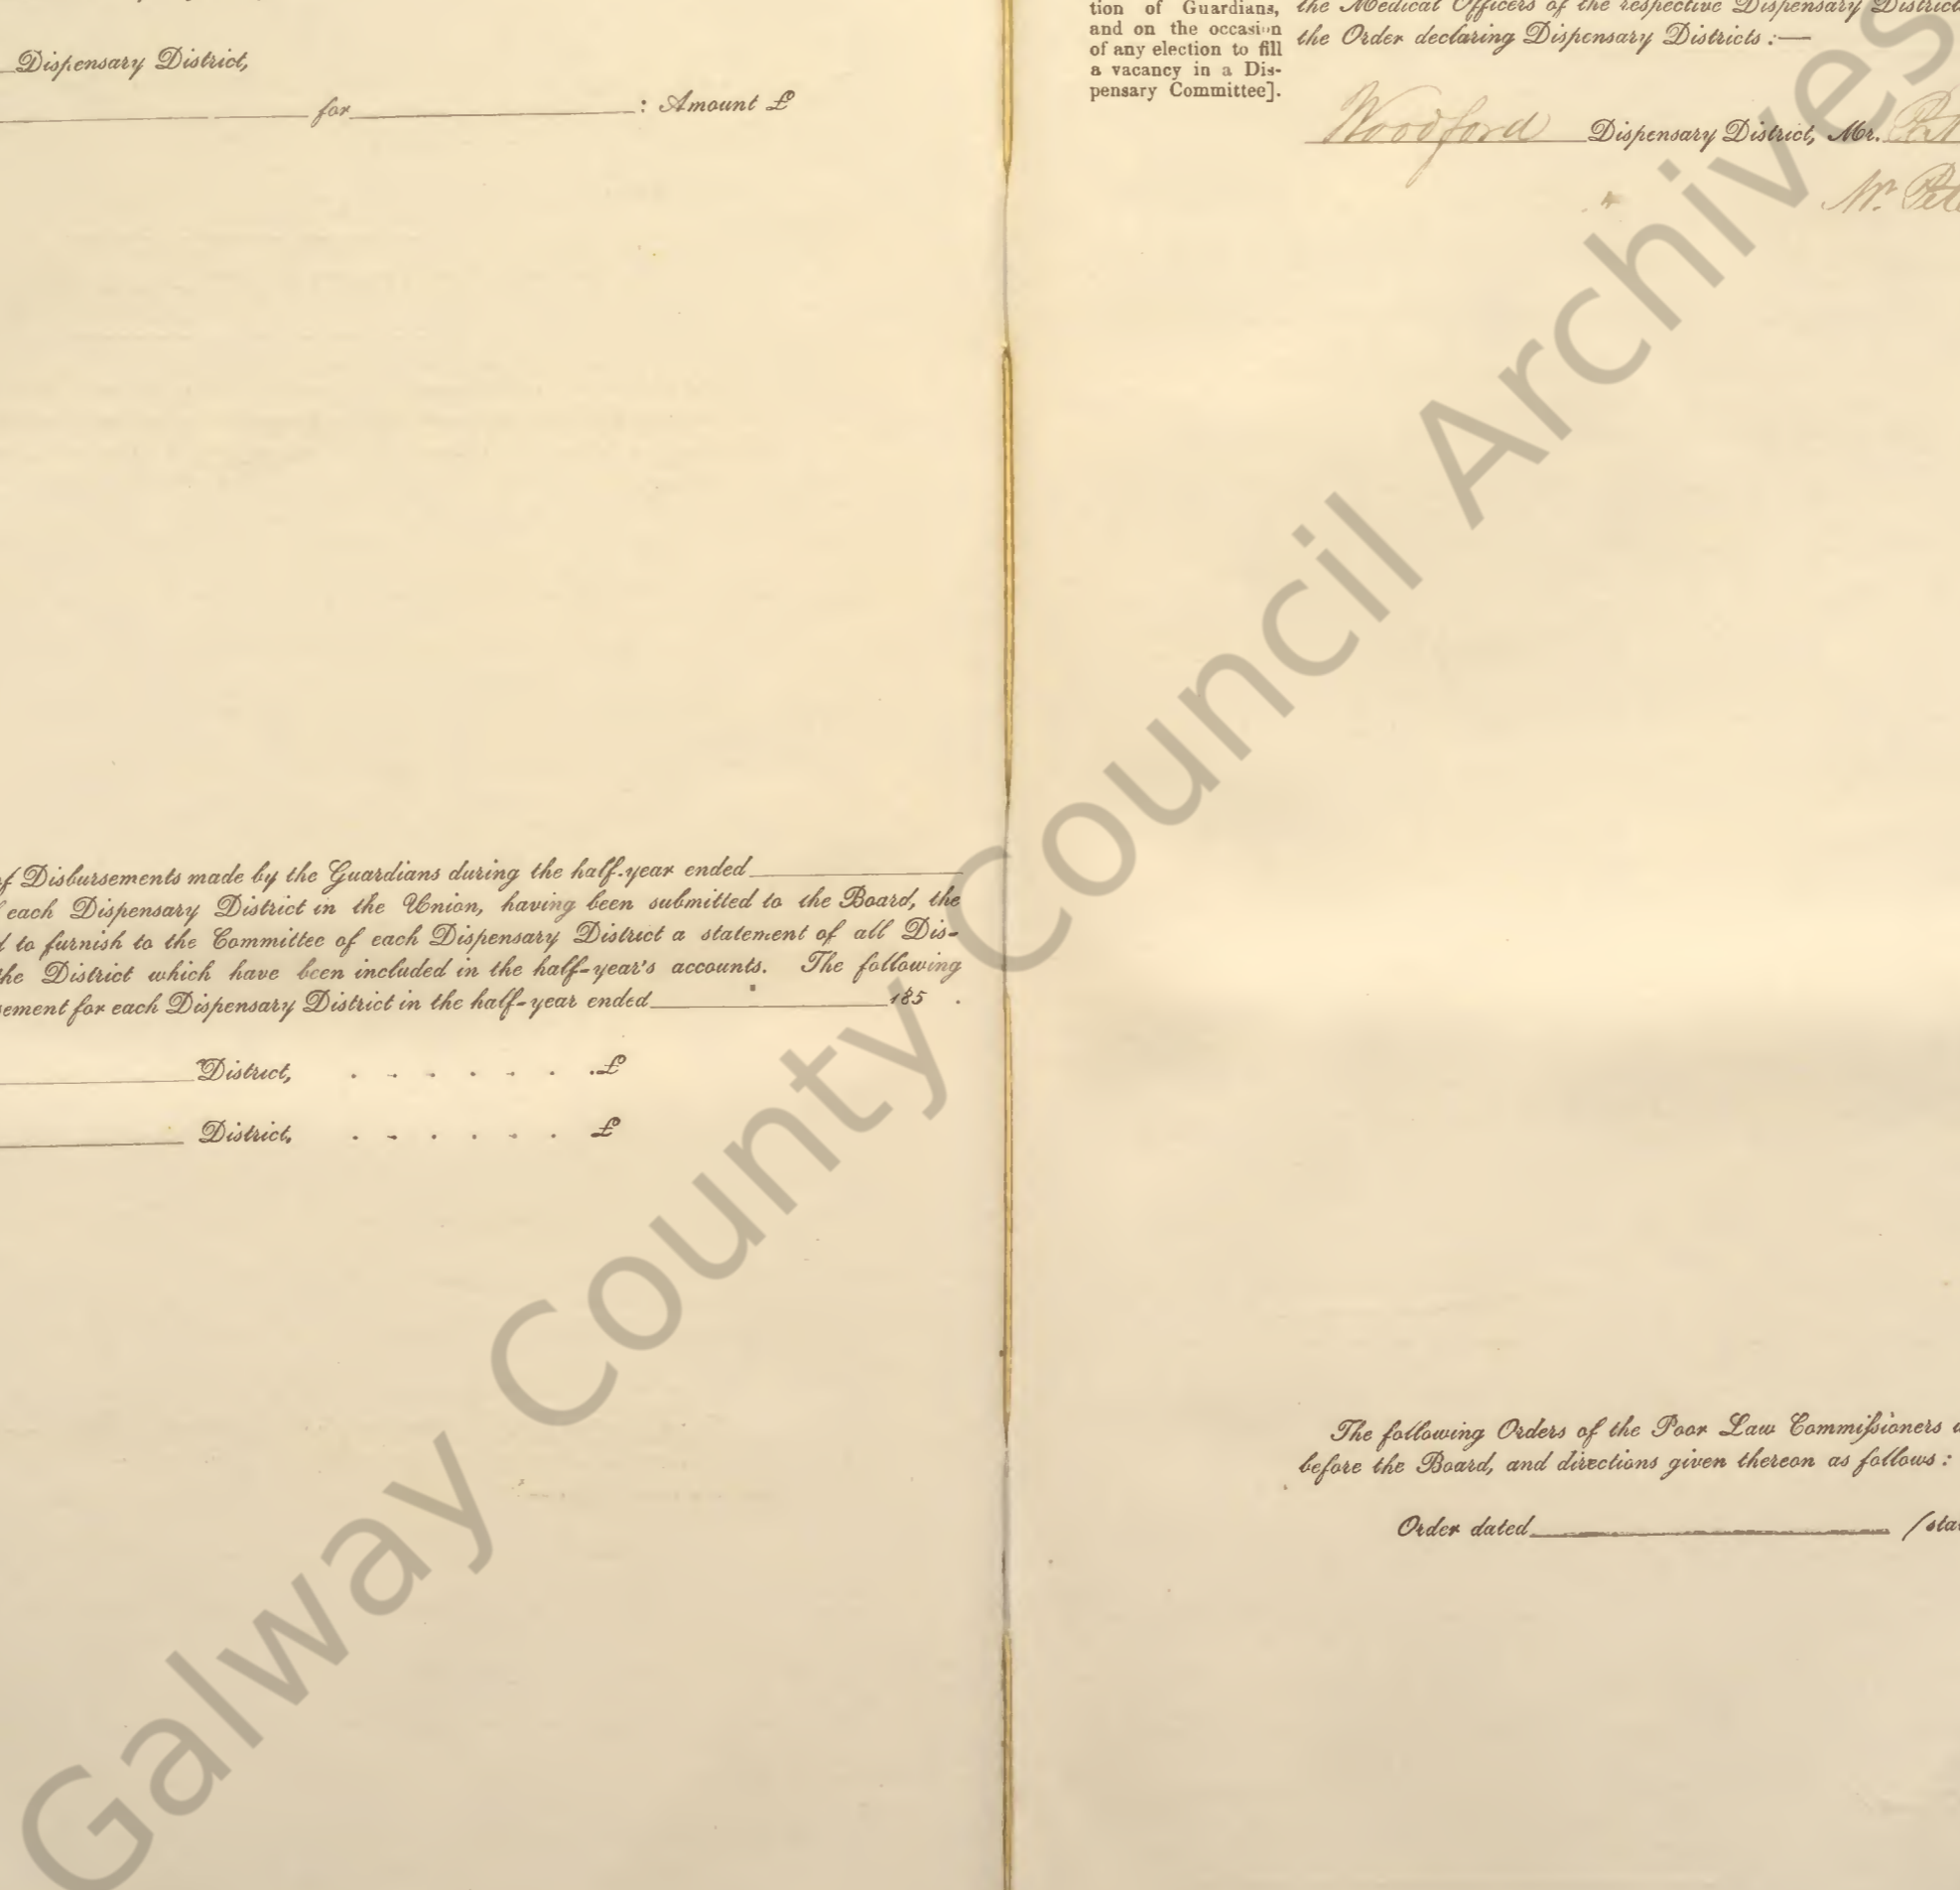 Dispensary District,
for : Amount £
of Disbursements made by the Guardians during the half-year ended
each Dispensary District in the Union, having been submitted to the Board, the
to furnish to the Committee of each Dispensary District a statement of all Dis-
the District which have been included in the half-year's accounts. The following
ement for each Dispensary District in the half-year ended 185 .
District, . . . . . . . £
District. . . . . . . £
tion of Guardians,
and on the occasion
of any election to fill
a vacancy in a Dis-
pensary Committee].
the Medical Officers of the respective Dispensary District
the Order declaring Dispensary Districts :—
Woodford Dispensary District, Mr.
Mr.
The following Orders of the Poor Law Commissioners
before the Board, and directions given thereon as follows :
Order dated (sta
Galway County Council Archives